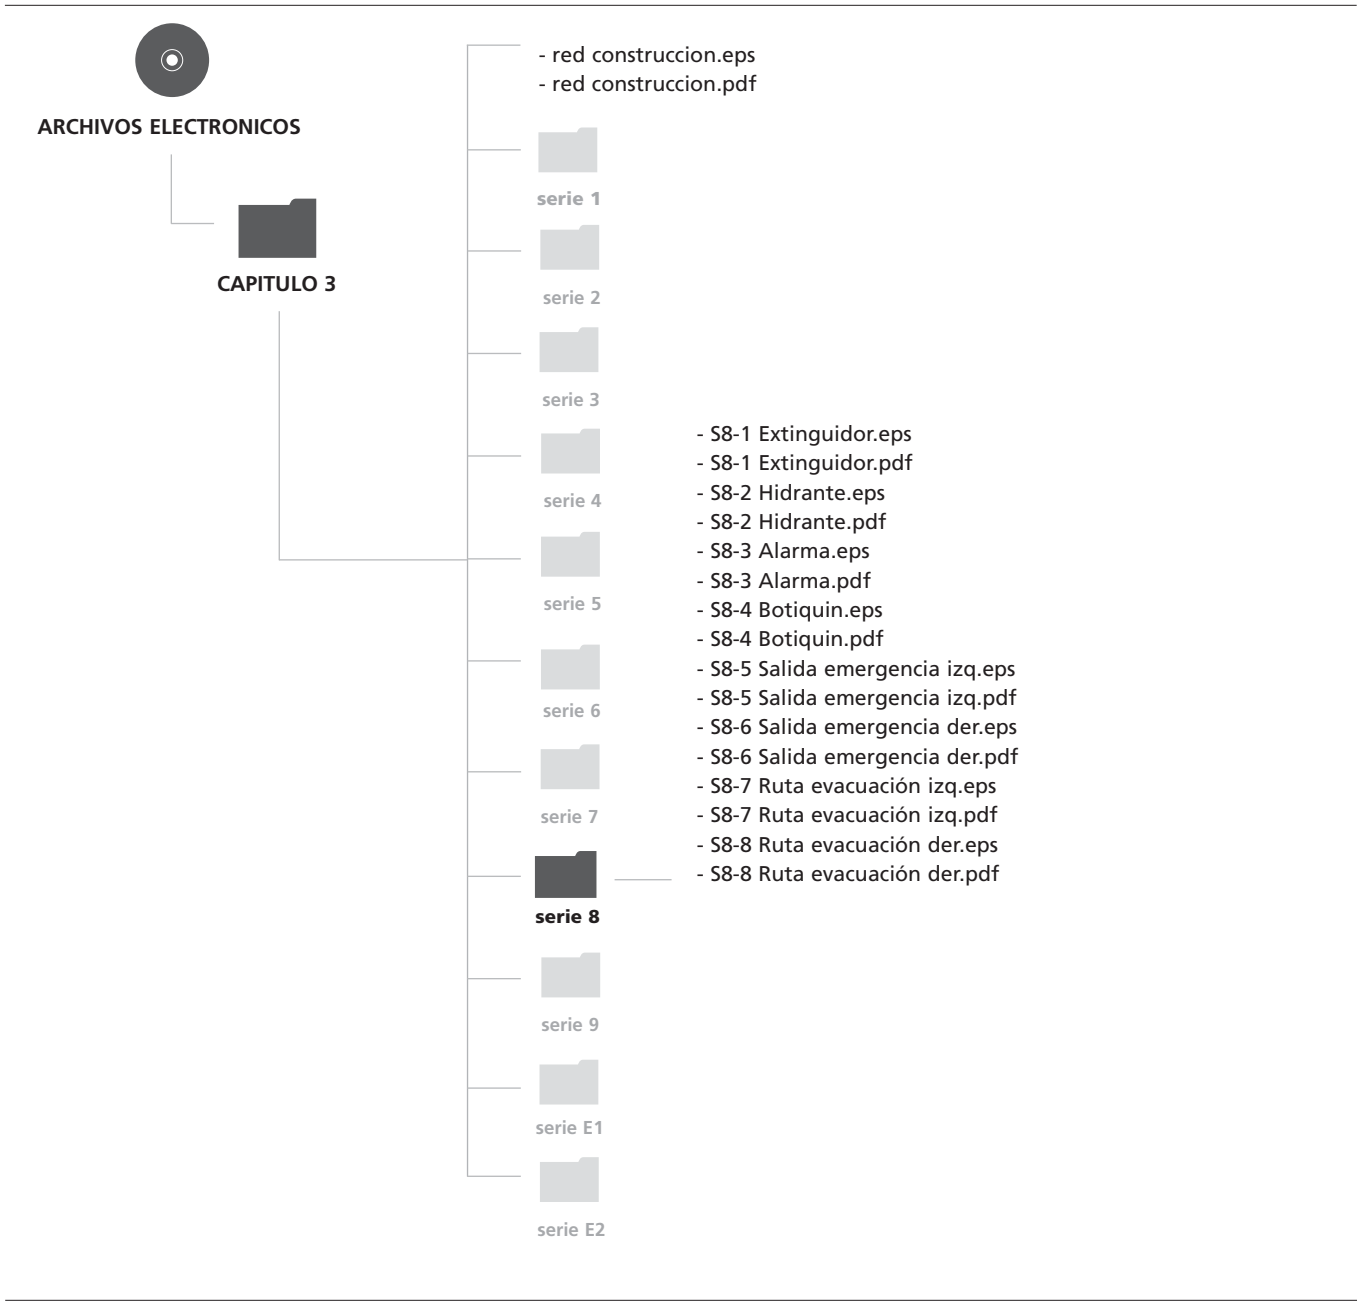 - red construccion.eps
- red construccion.pdf
ARCHIVOS ELECTRONICOS
serie 1
CAPITULO 3
serie 2
serie 3
- S8-1 Extinguidor.eps
- S8-1 Extinguidor.pdf
- S8-2 Hidrante.eps
- S8-2 Hidrante.pdf
- S8-3 Alarma.eps
- S8-3 Alarma.pdf
- S8-4 Botiquin.eps
- S8-4 Botiquin.pdf
- S8-5 Salida emergencia izq.eps
- S8-5 Salida emergencia izq.pdf
- S8-6 Salida emergencia der.eps
- S8-6 Salida emergencia der.pdf
- S8-7 Ruta evacuación izq.eps
- S8-7 Ruta evacuación izq.pdf
- S8-8 Ruta evacuación der.eps
- S8-8 Ruta evacuación der.pdf
serie 4
serie 5
serie 6
serie 7
serie 8
serie 9
serie E1
serie E2